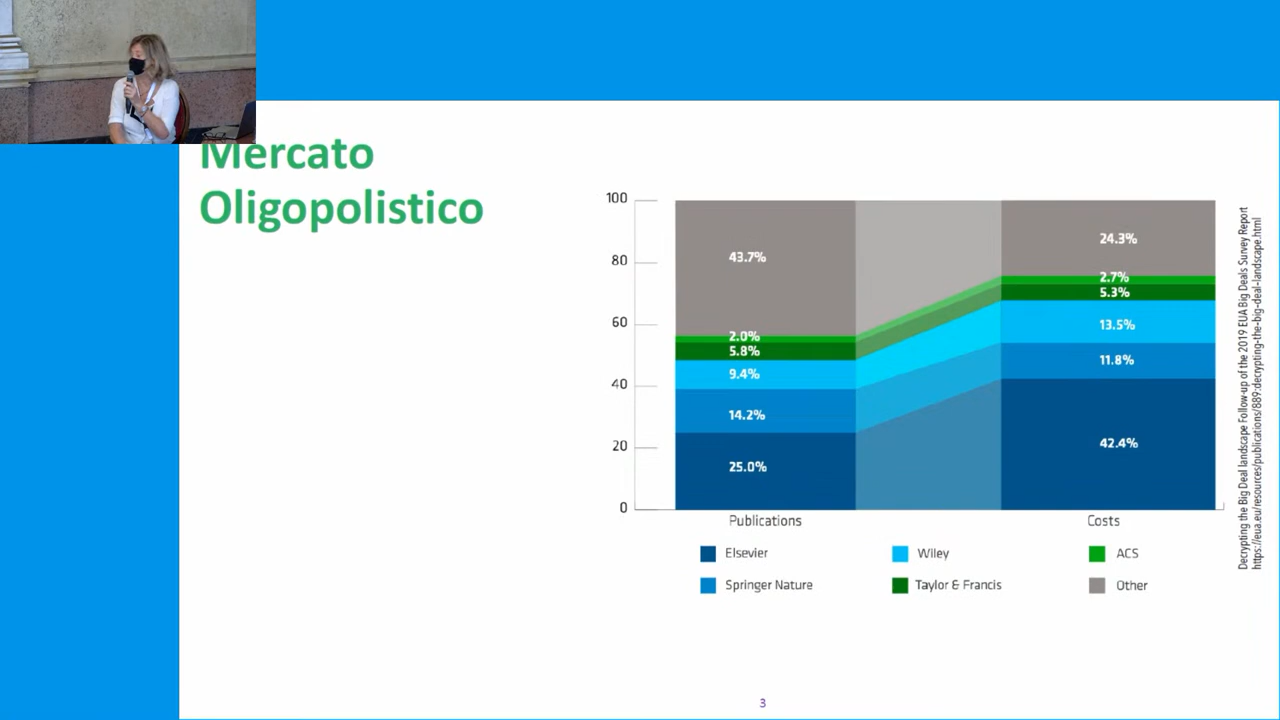 Mercato
Oligopolistico
100
80
60
40
20
0
43.7%
2.0%
5.8%
9.4%
14.2%
25.0%
24.3%
2.7%
5.3%
13.5%
11.8%
42.4%
Publications
Costs
Elsevier
Wiley
ACS
Springer Nature
Taylor & Francis
Other
Decrypting the Big Deal landscape Follow-up of the 2019 EUA Big Deals Survey Report
https://eua.eu/resources/publications/889:decrypting-the-big-deal-landscape.html
3